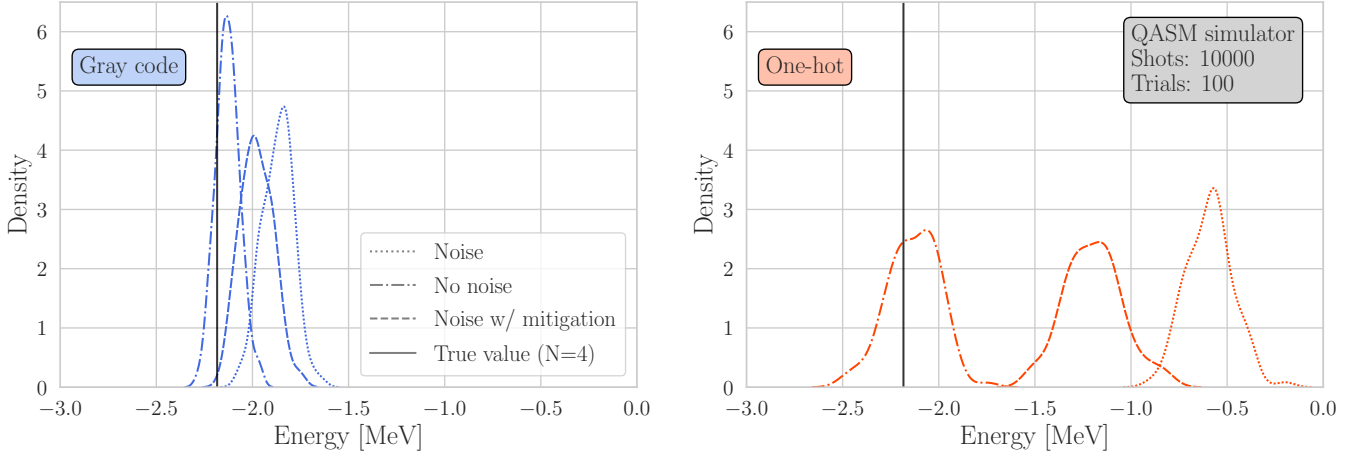 6
5
4
3
2
1
0
Density
Gray code
Noise
No noise
Noise w/ mitigation
True value (N=4)
−3.0 −2.5 −2.0 −1.5 −1.0 −0.5 0.0
Energy [MeV]
6
5
4
3
2
1
0
Density
One-hot
QASM simulator
Shots: 10000
Trials: 100
−3.0 −2.5 −2.0 −1.5 −1.0 −0.5 0.0
Energy [MeV]